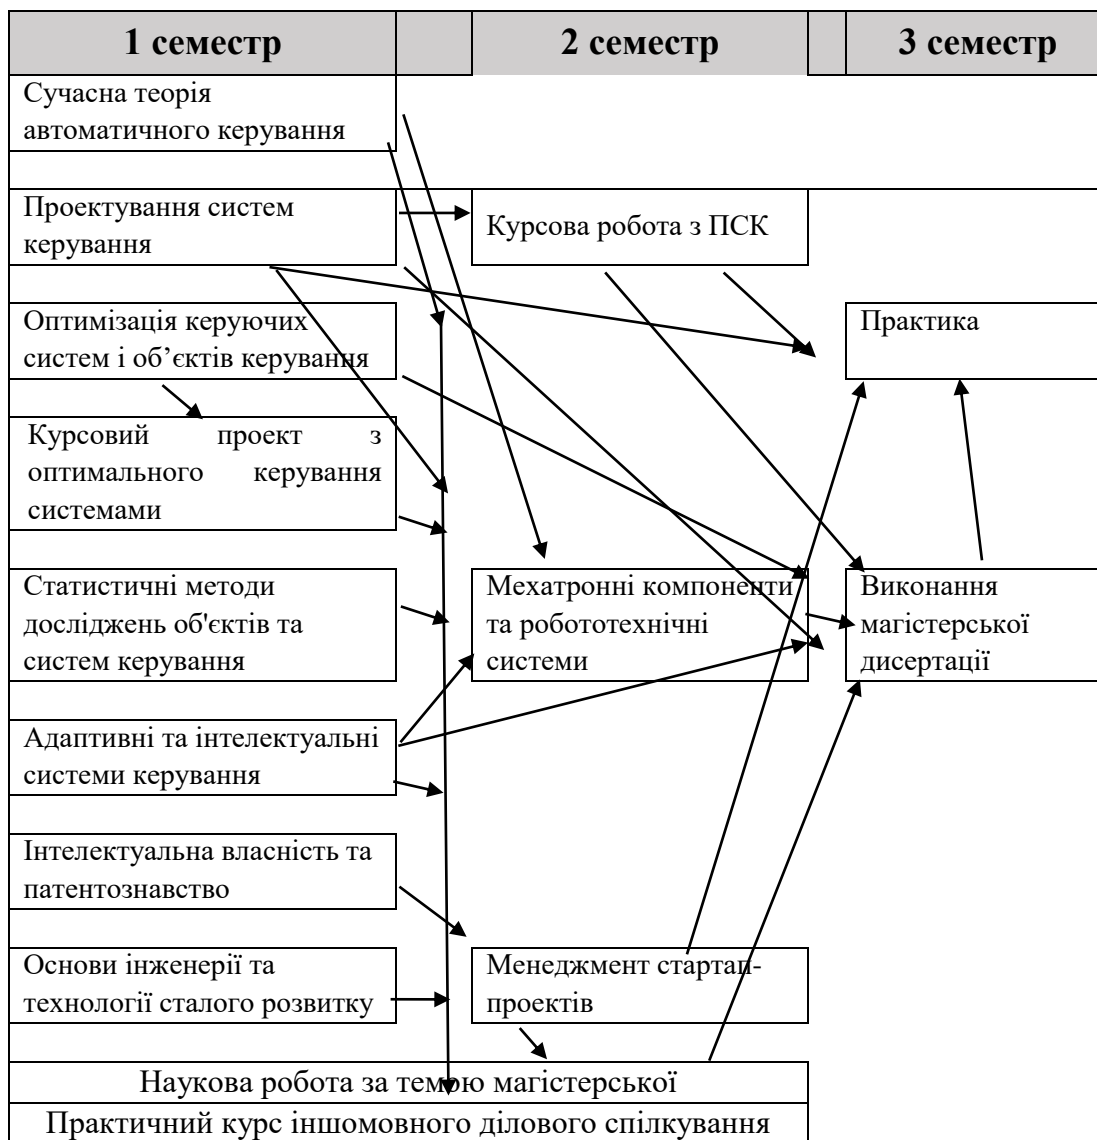 1 семестр
2 семестр
3 семестр
Сучасна теорія
автоматичного керування
Проектування систем
керування
Курсова робота з ПСК
Оптимізація керуючих
систем і об’єктів керування
Практика
Курсовий проект з
оптимального керування
системами
Статистичні методи
досліджень об'єктів та
систем керування
Мехатронні компоненти
та робототехнічні
системи
Виконання
магістерської
дисертації
Адаптивні та інтелектуальні
системи керування
Інтелектуальна власність та
патентознавство
Основи інженерії та
технології сталого розвитку
Менеджмент стартап-
проектів
Наукова робота за темою магістерської
Практичний курс іншомовного ділового спілкування